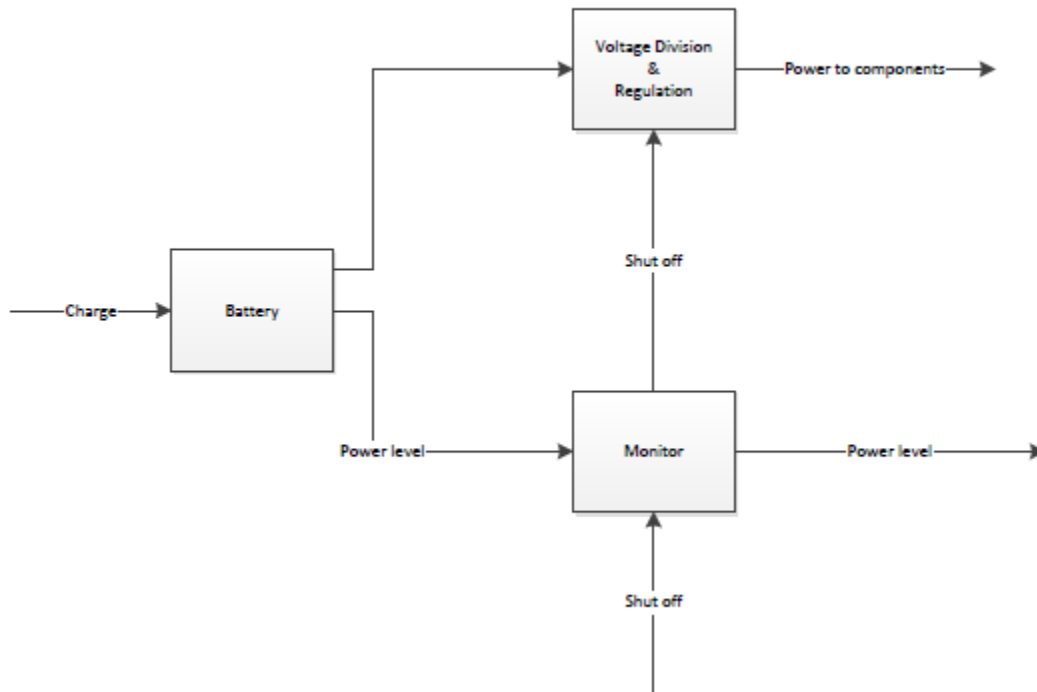 Voltage Division
&
Regulation
Power to components
Shut off
Charge
Battery
Power level
Monitor
Power level
Shut off